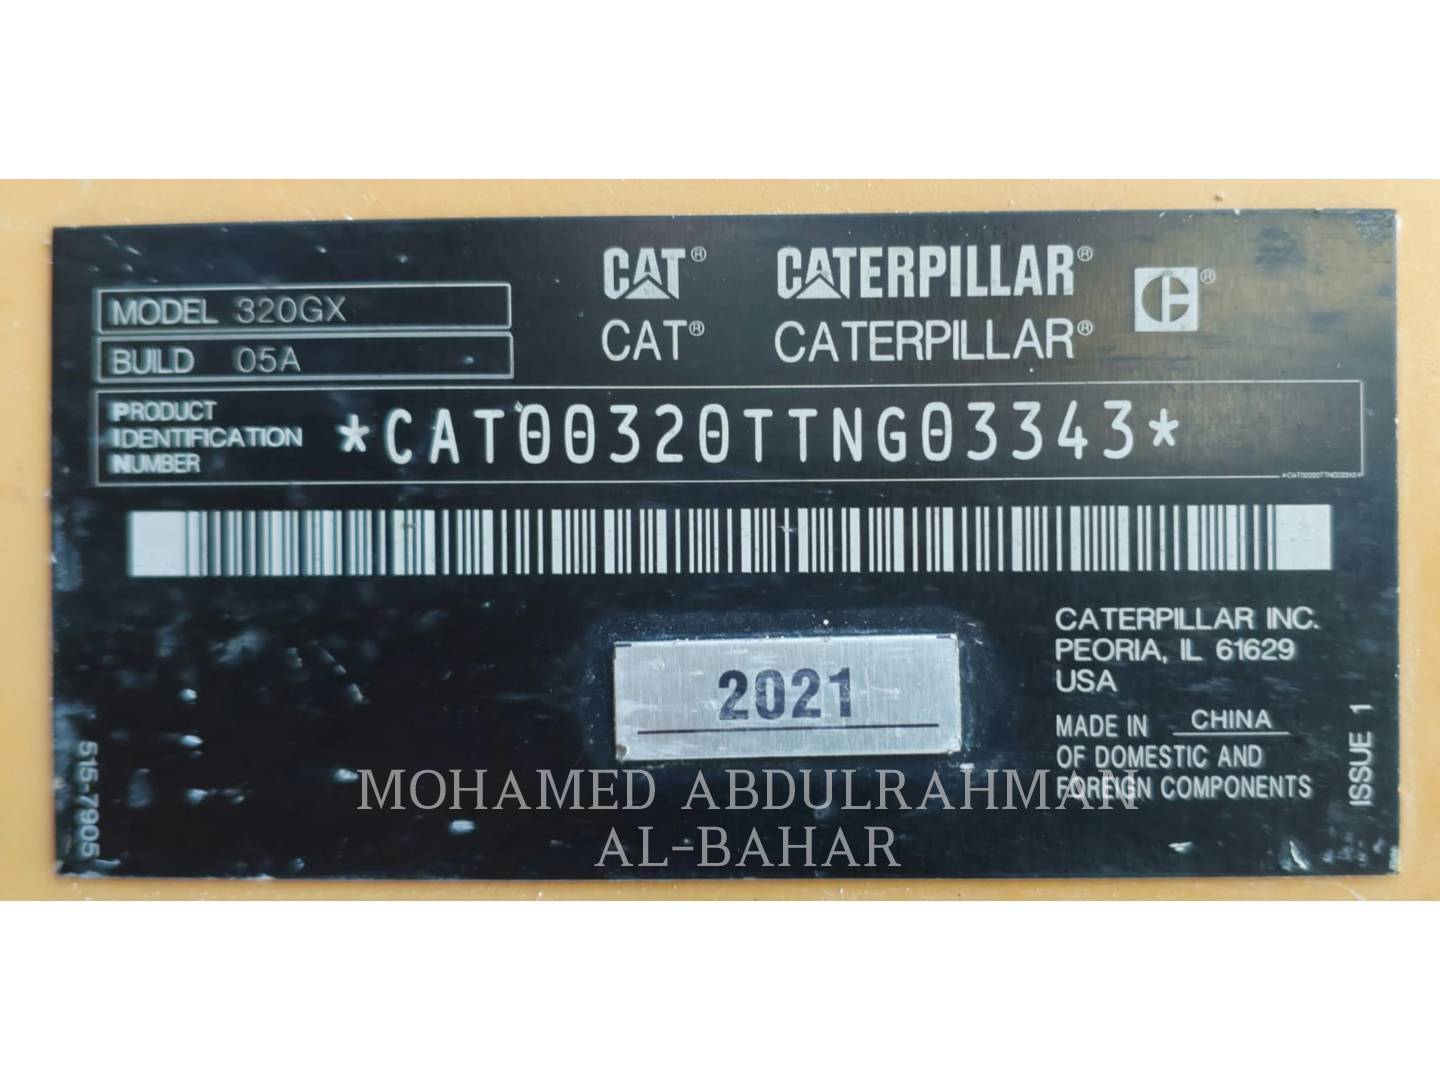 CAT® CATERPILLAR® C®
MODEL 320GX
CAT® CATERPILLAR®
BUILD 05A
PRODUCT
IDENTIFICATION
NUMBER
*CAT00320TTNG03343*
*CAT00320TTNG03343*
CATERPILLAR INC.
PEORIA, IL 61629
USA
2021
MADE IN CHINA
OF DOMESTIC AND
FOREIGN COMPONENTS
ISSUE 1
515-7905
MOHAMED ABDULRAHMAN
AL-BAHAR